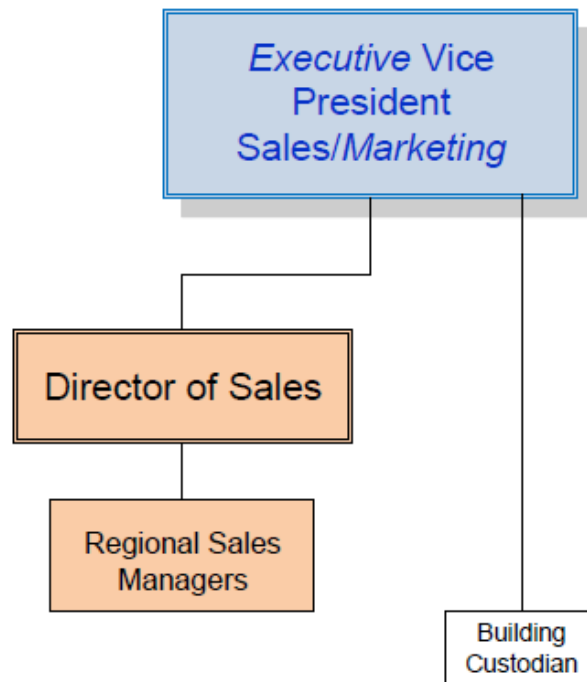 Executive Vice
President
Sales/Marketing
Director of Sales
Regional Sales
Managers
Building
Custodian